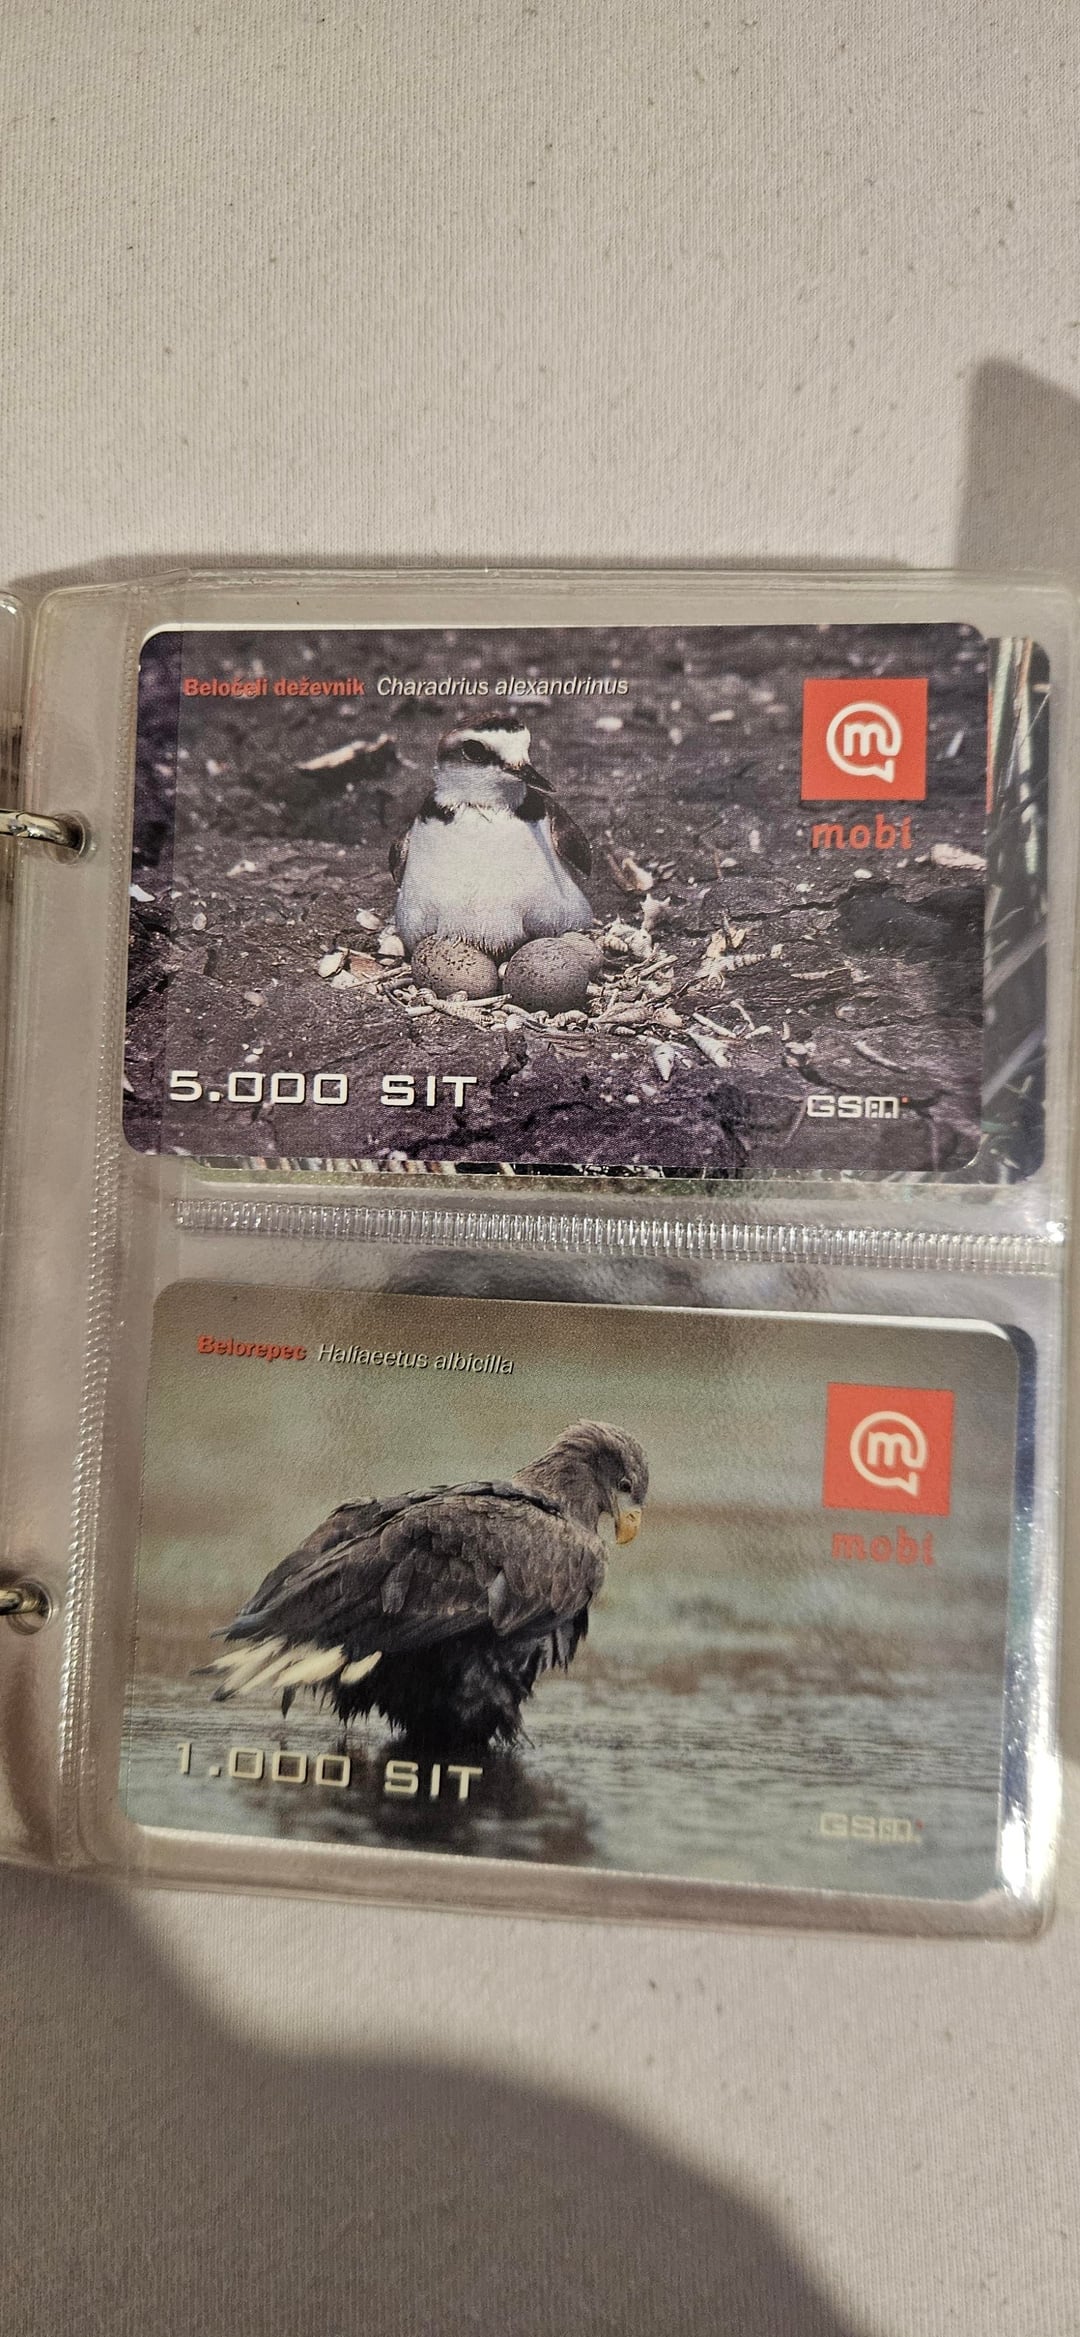 Beločeli deževnik Charadrius alexandrinus
m
mobi
5.000 SIT
GSM
Belorepec Haliaeetus albicilla
m
mobi
1.000 SIT
GSM